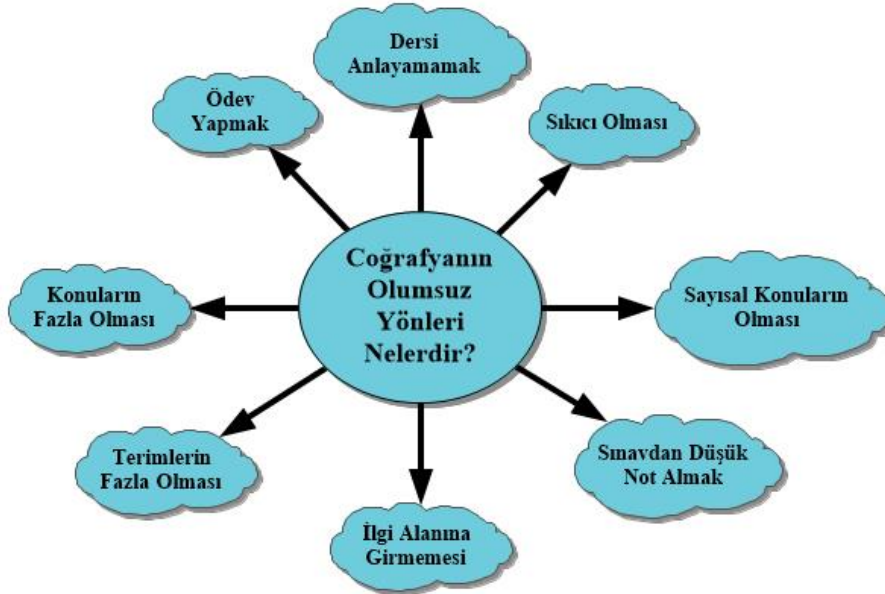 Dersi
Anlayamamak
Ödev
Yapmak
Sıkıcı Olması
Coğrafyanın
Olumsuz
Yönleri
Nelerdir?
Konuların
Fazla Olması
Sayısal Konuların
Olması
Terimlerin
Fazla Olması
Sınavdan Düşük
Not Almak
İlgi Alanına
Girmemesi